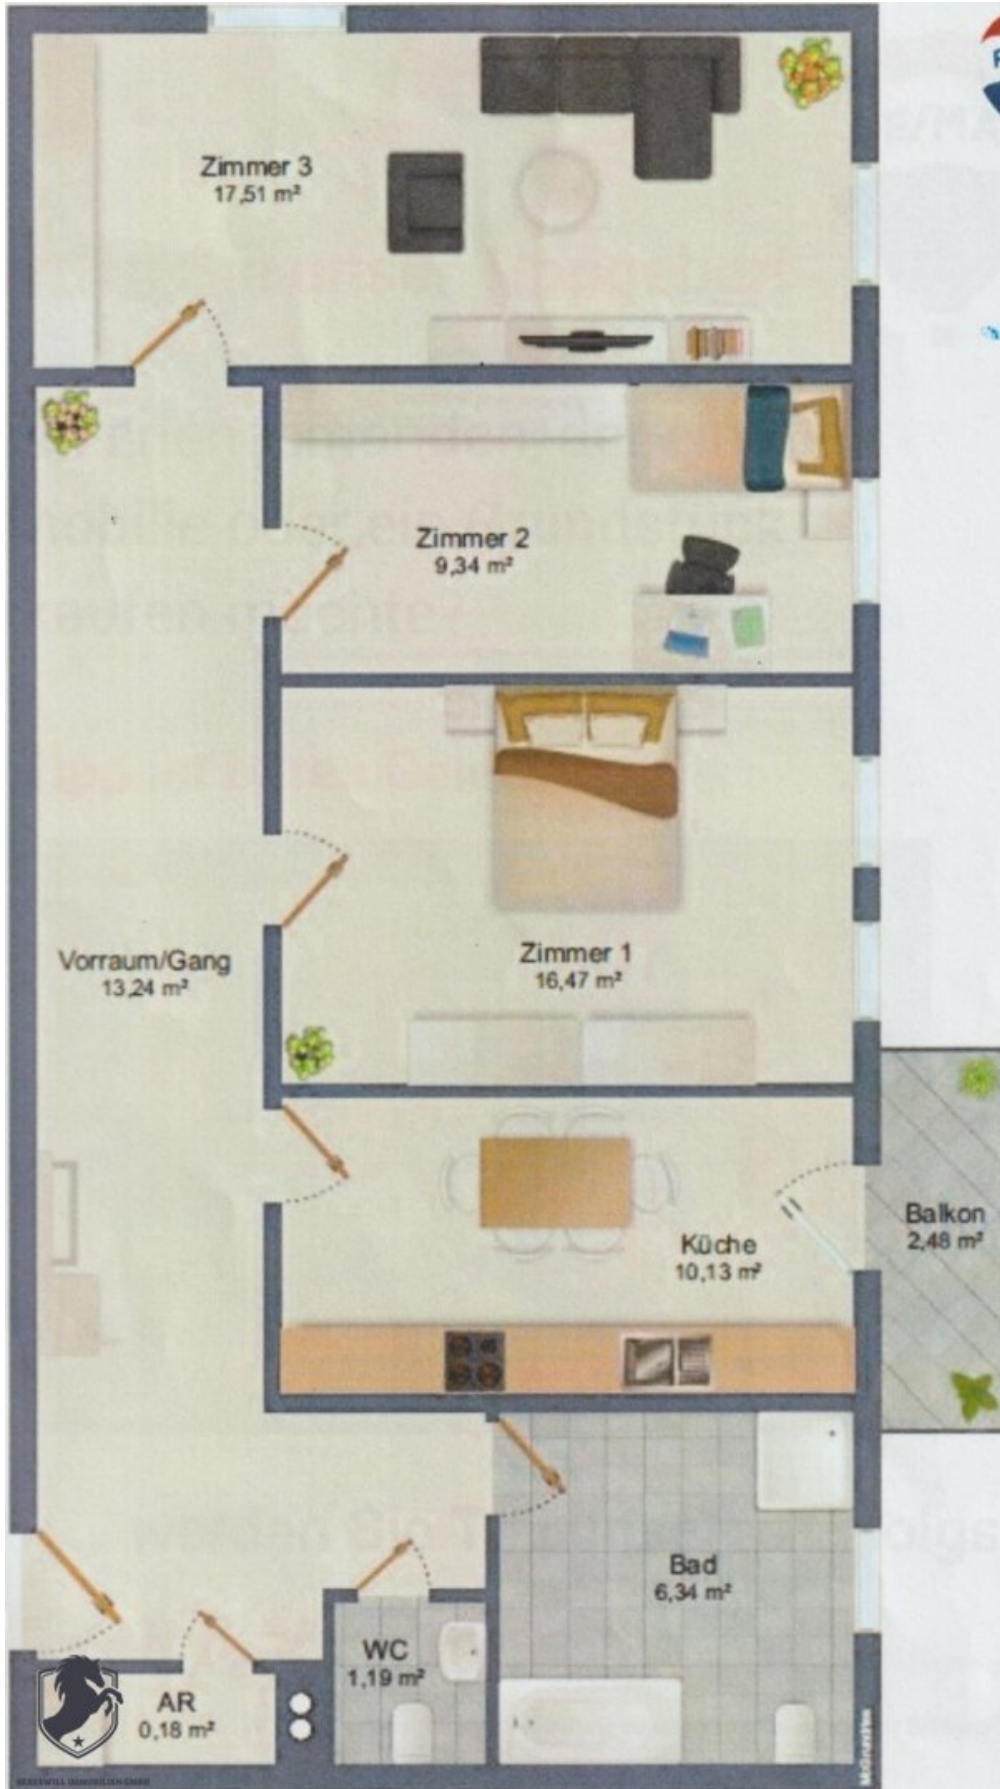 Zimmer 3
17,51 m²
Zimmer 2
9,34 m²
Zimmer 1
16,47 m²
Vorraum/Gang
13,24 m²
Küche
10,13 m²
Balkon
2,48 m²
Bad
6,34 m²
WC
1,19 m²
AR
0,18 m²